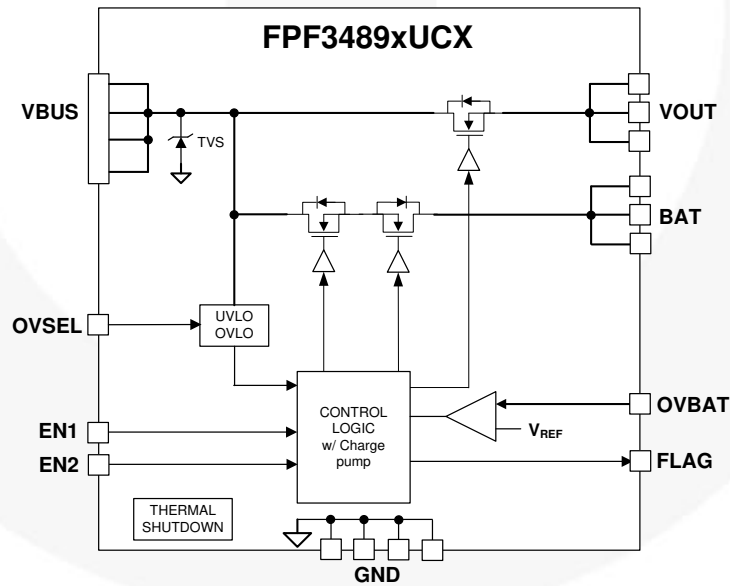 FPF3489xUCX
VBUS
TVS
VOUT
BAT
OVSEL
UVLO
OVLO
EN1
EN2
CONTROL
LOGIC
w/ Charge
pump
VREF
OVBAT
FLAG
THERMAL
SHUTDOWN
GND